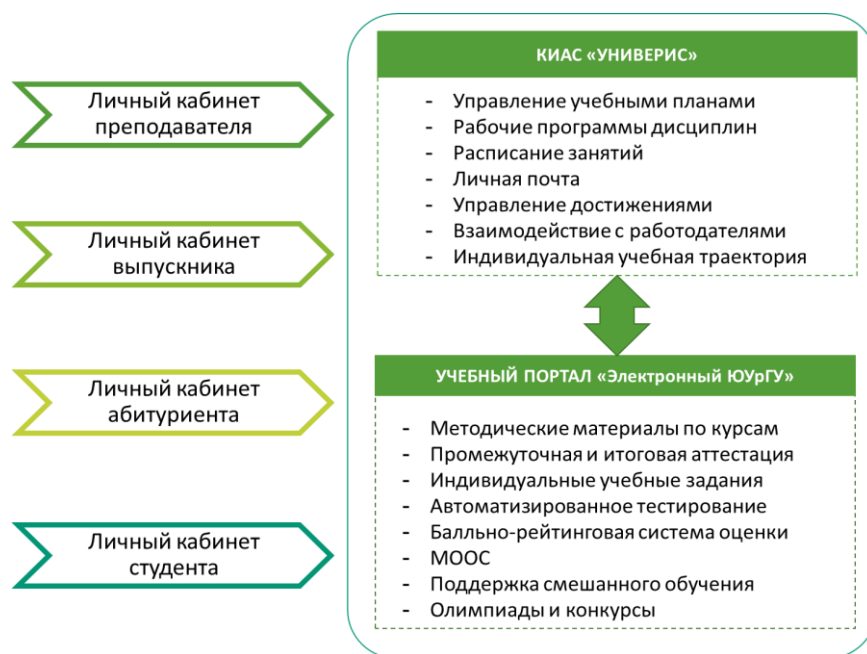 Личный кабинет
преподавателя
Личный кабинет
выпускника
Личный кабинет
абитуриента
Личный кабинет
студента
КИАС «УНИВЕРИС»
- Управление учебными планами
- Рабочие программы дисциплин
- Расписание занятий
- Личная почта
- Управление достижениями
- Взаимодействие с работодателями
- Индивидуальная учебная траектория
УЧЕБНЫЙ ПОРТАЛ «Электронный ЮУрГУ»
- Методические материалы по курсам
- Промежуточная и итоговая аттестация
- Индивидуальные учебные задания
- Автоматизированное тестирование
- Балльно-рейтинговая система оценки
- МООС
- Поддержка смешанного обучения
- Олимпиады и конкурсы